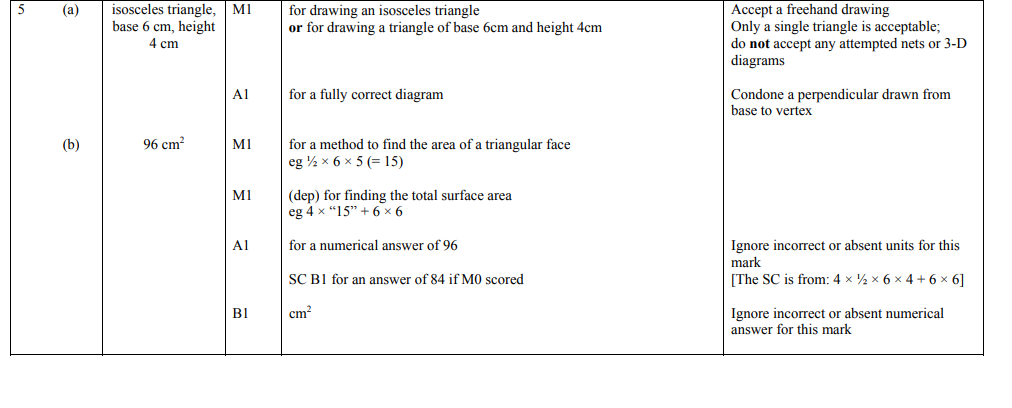 5 (a) isosceles triangle, M1 for drawing an isosceles triangle Accept a freehand drawing
base 6 cm, height or for drawing a triangle of base 6cm and height 4cm Only a single triangle is acceptable;
4 cm do not accept any attempted nets or 3-D
diagrams
A1 for a fully correct diagram Condone a perpendicular drawn from
base to vertex
(b) 96 cm² M1 for a method to find the area of a triangular face
eg ½ × 6 × 5 (= 15)
M1 (dep) for finding the total surface area
eg 4 × “15” + 6 × 6
A1 for a numerical answer of 96 Ignore incorrect or absent units for this
mark
SC B1 for an answer of 84 if M0 scored [The SC is from: 4 × ½ × 6 × 4 + 6 × 6]
B1 cm² Ignore incorrect or absent numerical
answer for this mark